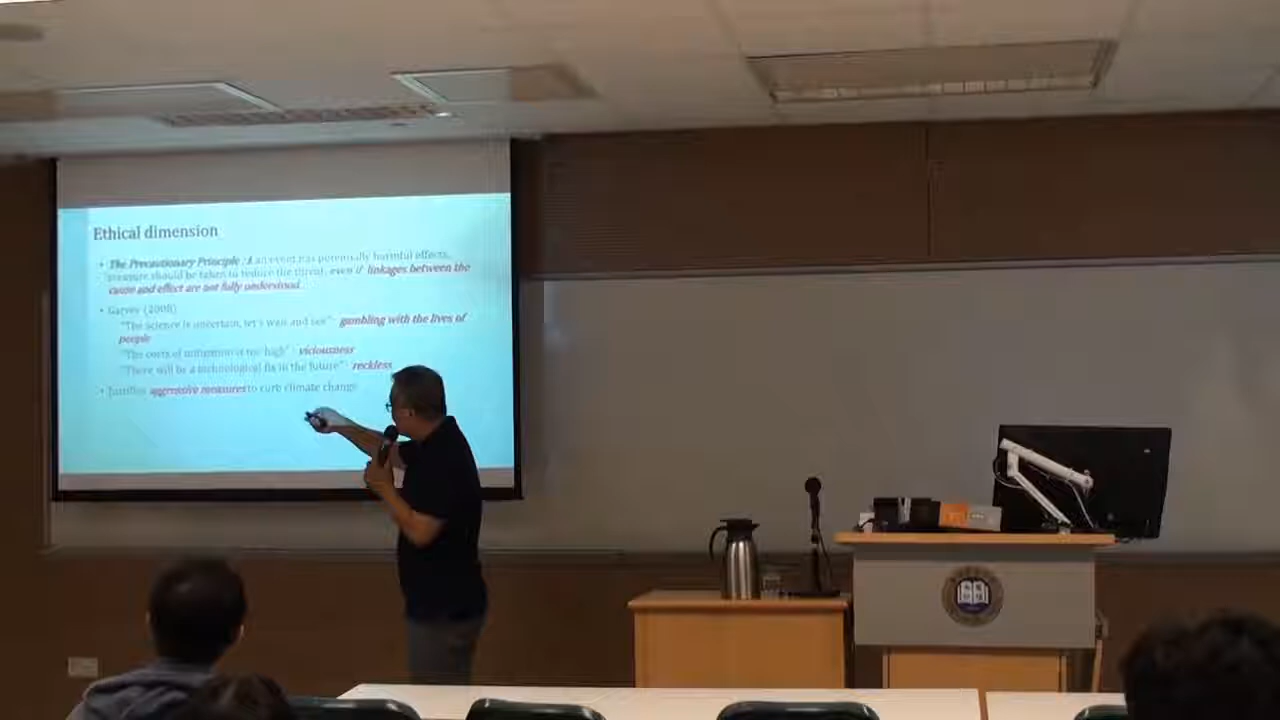 Ethical dimension
• The Precautionary Principle : if an event has potentially harmful effects,
measure should be taken to reduce the threat, even if linkages between the
cause and effect are not fully understood.
• Garvey (2008)
"The science is uncertain, let's wait and see" - gambling with the lives of
people
"The costs of mitigation is too high" - viciousness
"There will be a technological fix in the future" - reckless
• Justifies aggressive measures to curb climate change